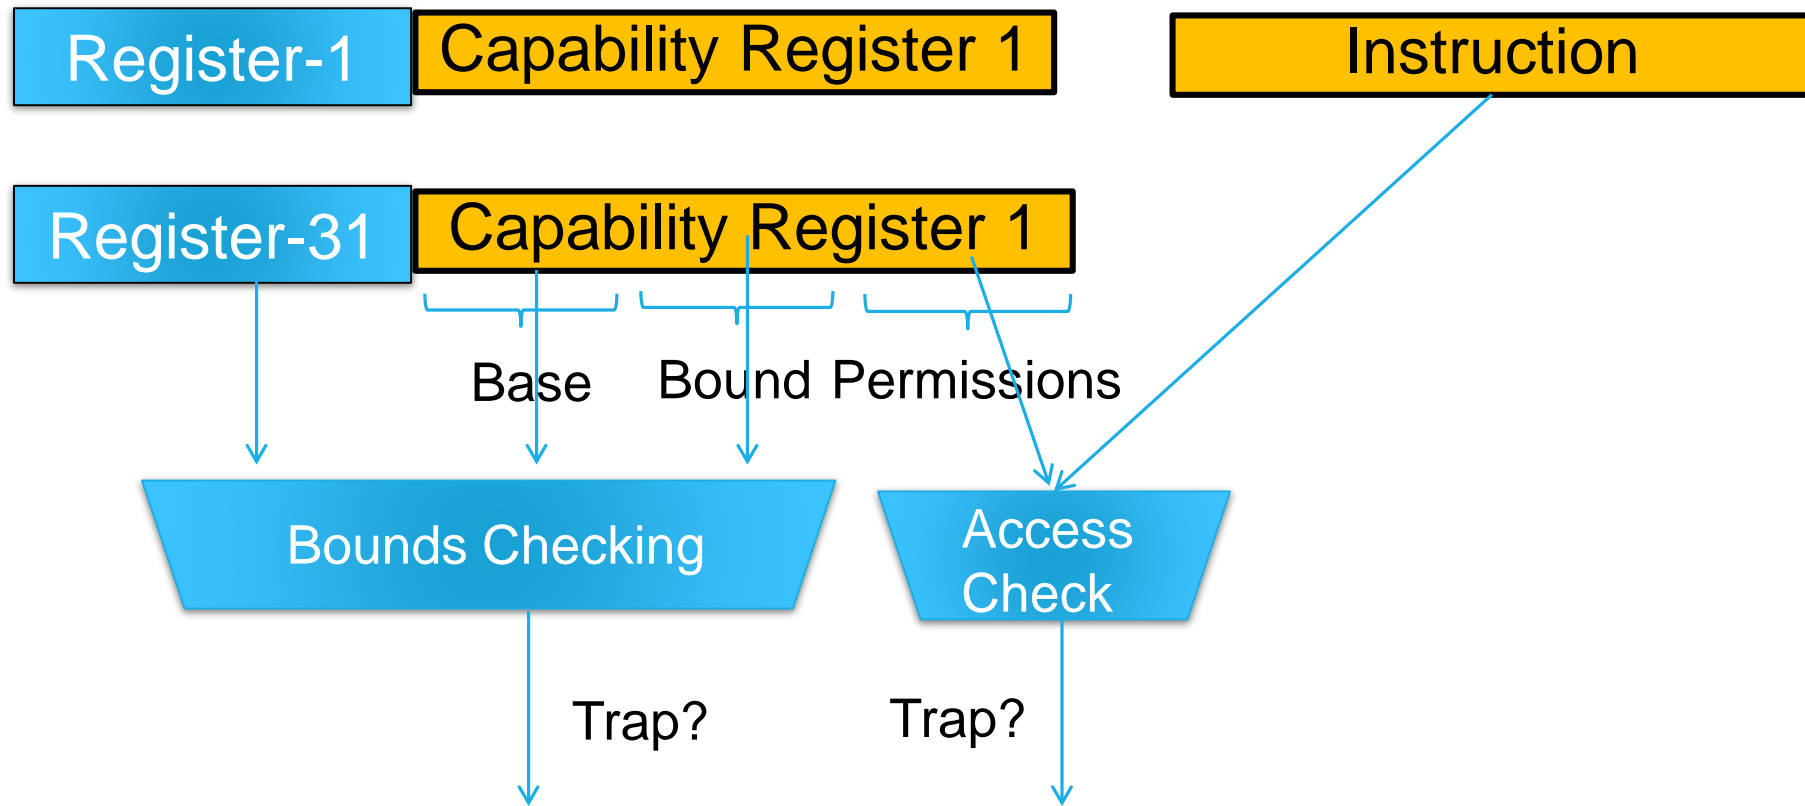 Register-1
Capability Register 1
Instruction
Register-31
Capability Register 1
Base
Bound
Permissions
Bounds Checking
Access
Check
Trap?
Trap?